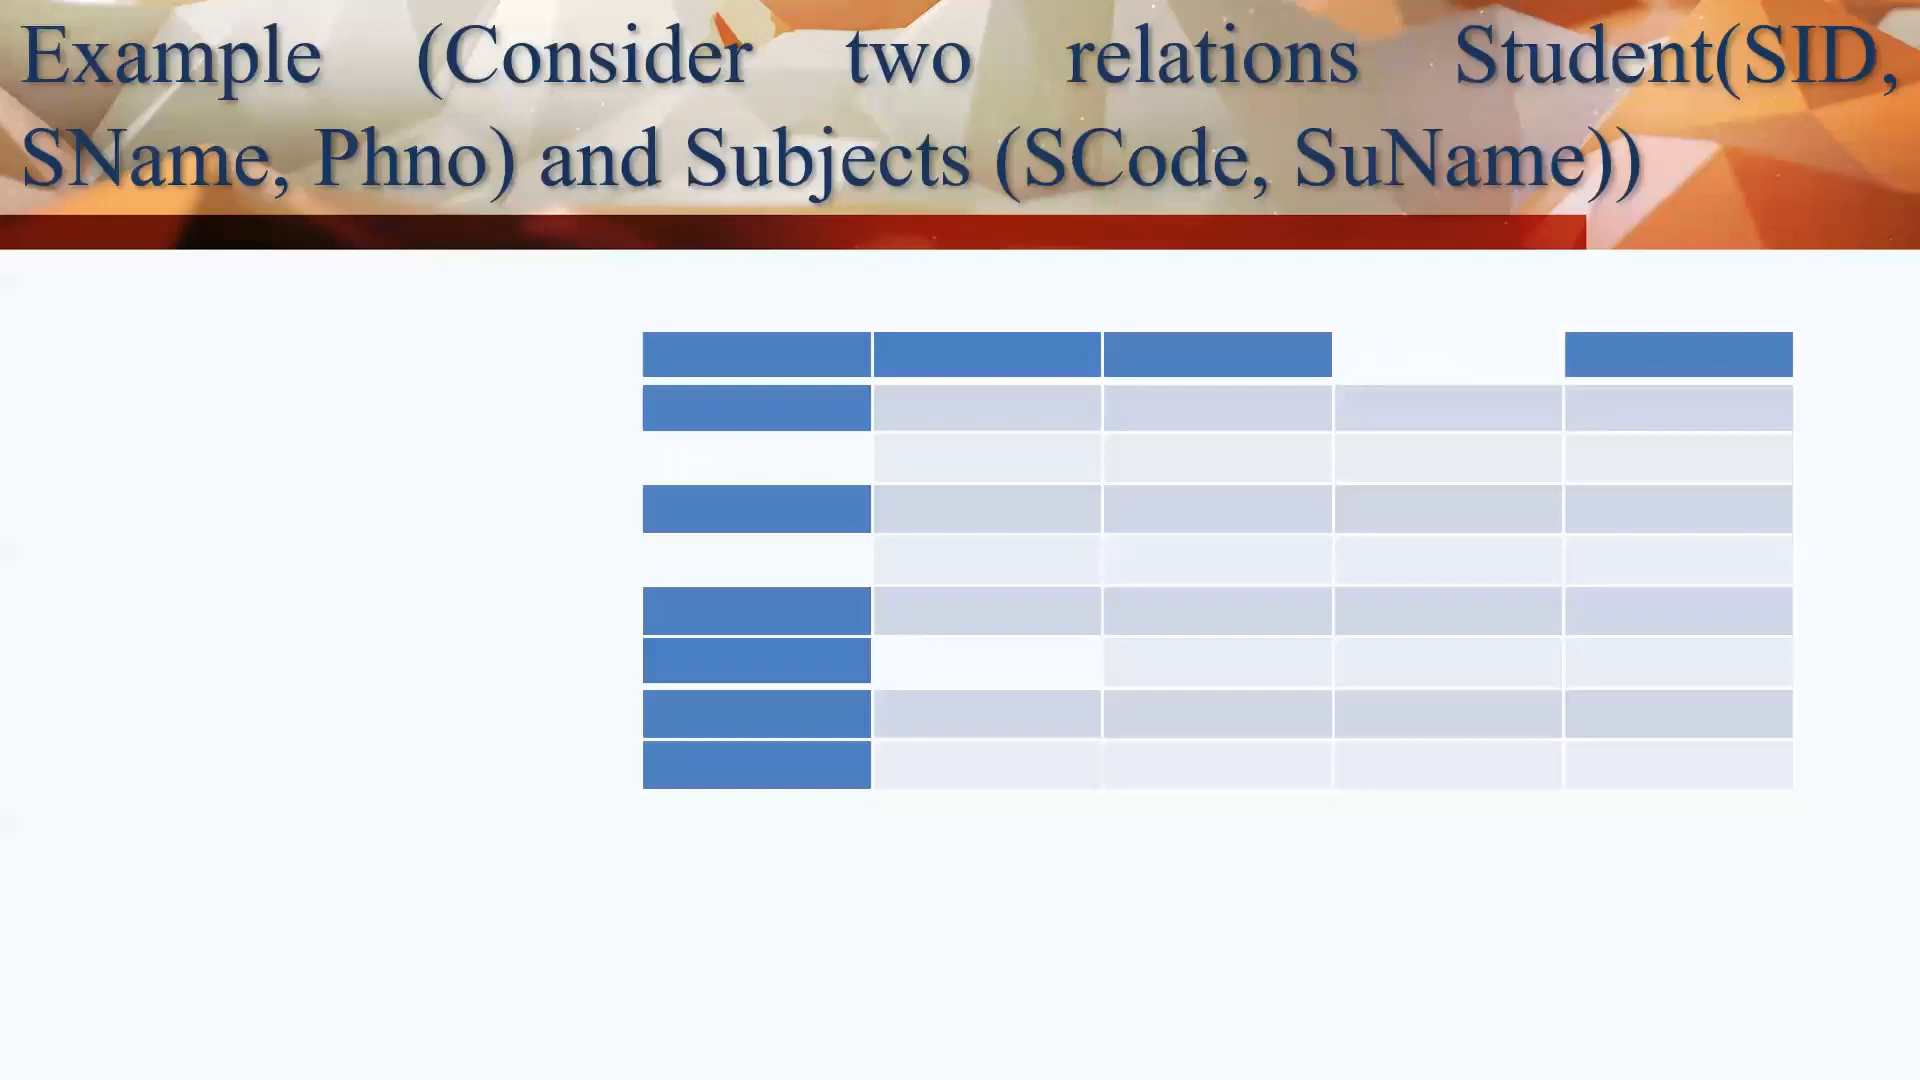 Example (Consider two relations Student(SID,
SName, Phno) and Subjects (SCode, SuName))